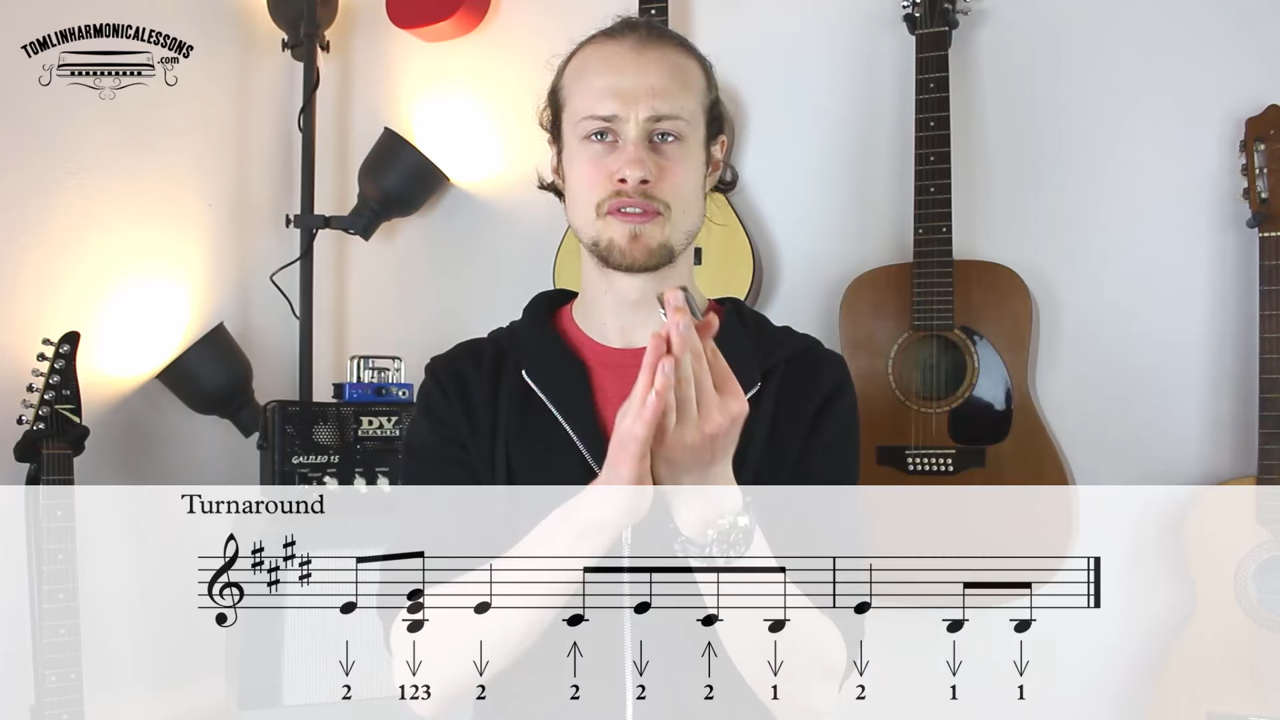 TOMLINHARMONICALESSONS
.com
DV
MARK
GALILEO 15
Turnaround
2 123 2 2 2 2 1 2 1 1